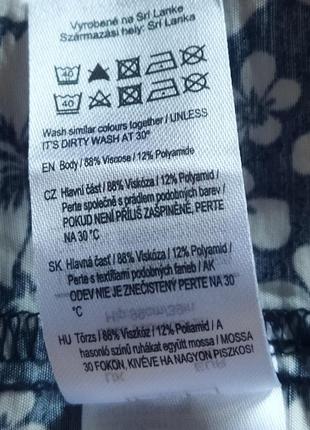 Vyrobené na Srí Lanke
Származási hely: Srí Lanka
40
40
Wash similar colours together / UNLESS
IT'S DIRTY WASH AT 30°
EN Body / 88% Viscose / 12% Polyamide
CZ Hlavní část / 88% Viskóza / 12% Polyamid /
Perte společně s prádlem podobných barev /
POKUD NENÍ PŘÍLIŠ ZAŠPINĚNÉ, PERTE
NA 30 °C
SK Hlavná časť / 88% Viskóza / 12% Polyamid /
Perte s textíliami podobných farieb / AK
ODEV NIE JE ZNEČISTENÝ PERTE NA 30
°C
HU Törzs / 88% Viszkóz / 12% Poliamid / A
hasonló színű ruhákat együtt mossa / MOSSA
30 FOKON, KIVÉVE HA NAGYON PISZKOS!